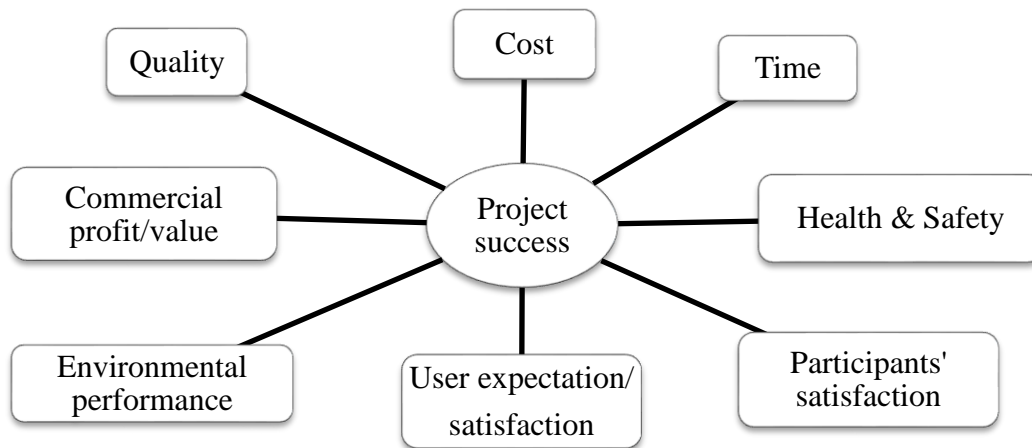 Cost
Quality
Time
Commercial
profit/value
Project
success
Health & Safety
Environmental
performance
User expectation/
satisfaction
Participants'
satisfaction